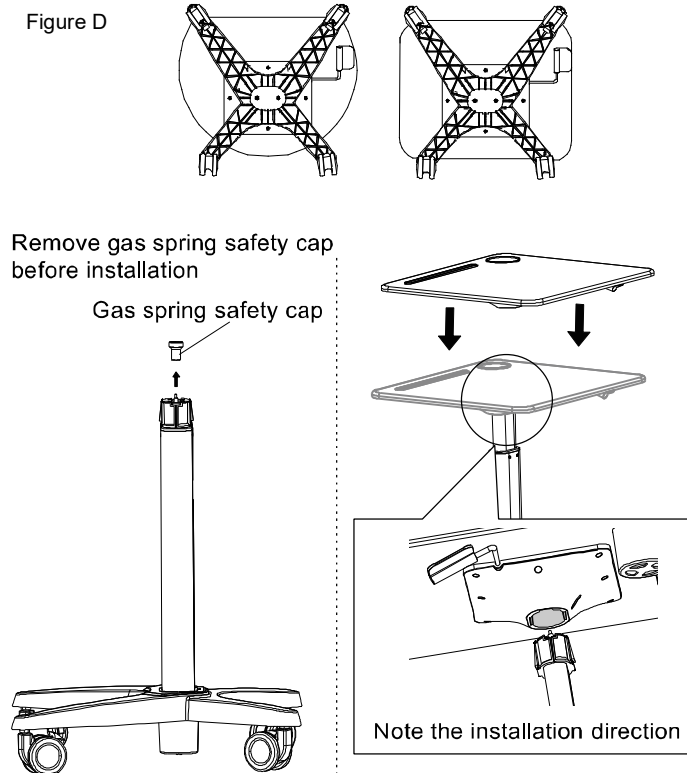 Figure D
Remove gas spring safety cap
before installation
Gas spring safety cap
Note the installation direction